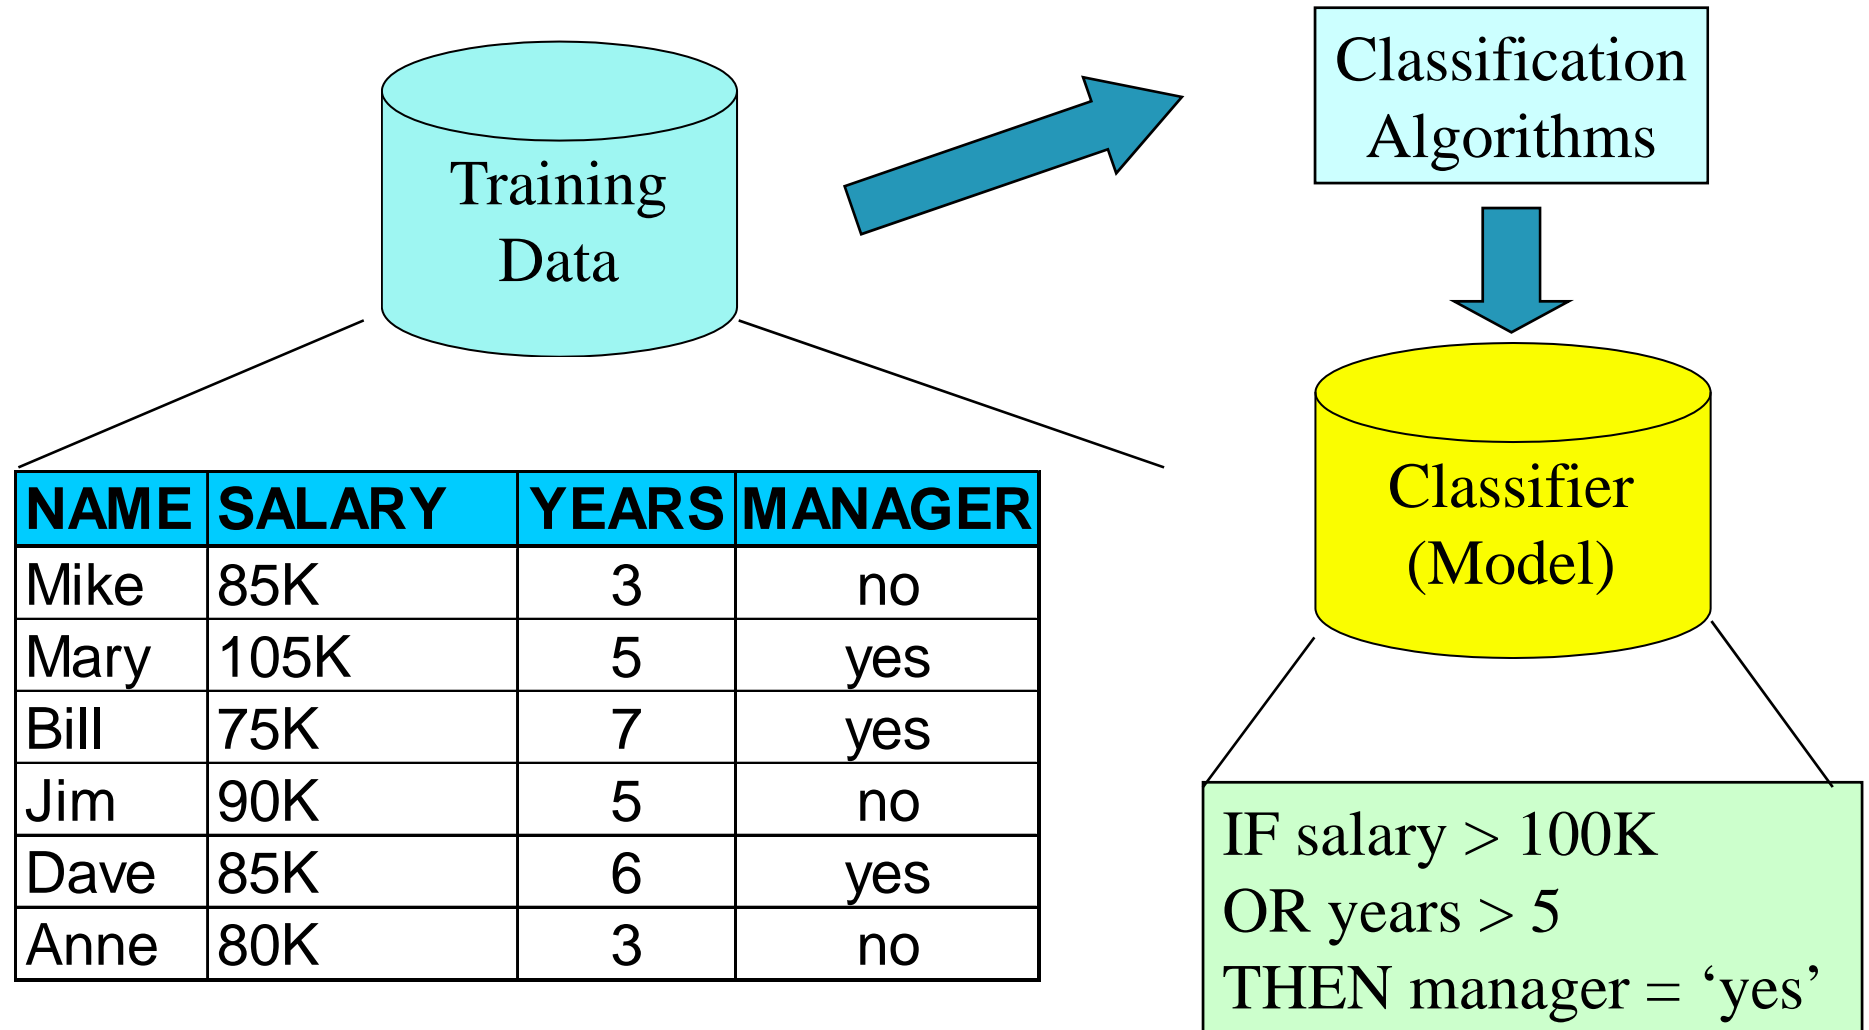 Training
Data
Classification
Algorithms
NAME SALARY YEARS MANAGER
Mike 85K 3 no
Mary 105K 5 yes
Bill 75K 7 yes
Jim 90K 5 no
Dave 85K 6 yes
Anne 80K 3 no
Classifier
(Model)
IF salary > 100K
OR years > 5
THEN manager = ‘yes’